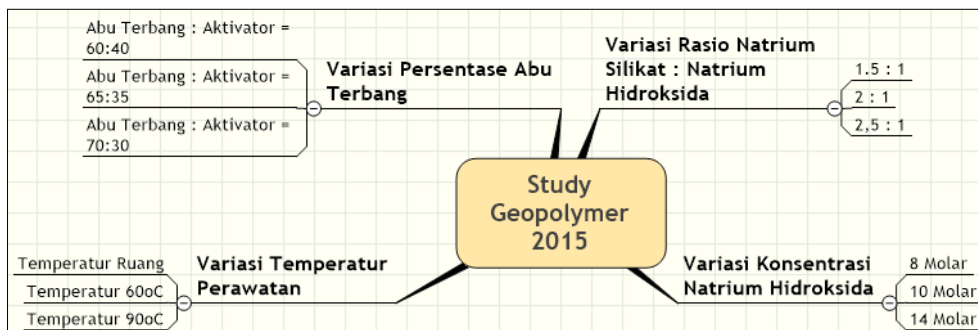 Abu Terbang : Aktivator =
60:40
Abu Terbang : Aktivator =
65:35
Abu Terbang : Aktivator =
70:30
Variasi Persentase Abu
Terbang
Variasi Rasio Natrium
Silikat : Natrium
Hidroksida
1.5 : 1
2 : 1
2,5 : 1
Study
Geopolymer
2015
Temperatur Ruang
Temperatur 60oC
Temperatur 90oC
Variasi Temperatur
Perawatan
Variasi Konsentrasi
Natrium Hidroksida
8 Molar
10 Molar
14 Molar